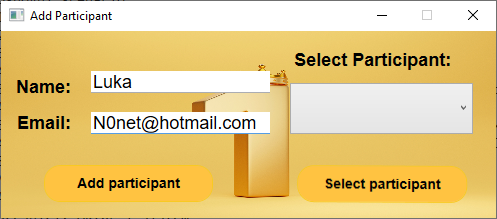 Add Participant
Select Participant:
Name:
Luka
Email:
N0net@hotmail.com
Add participant
Select participant